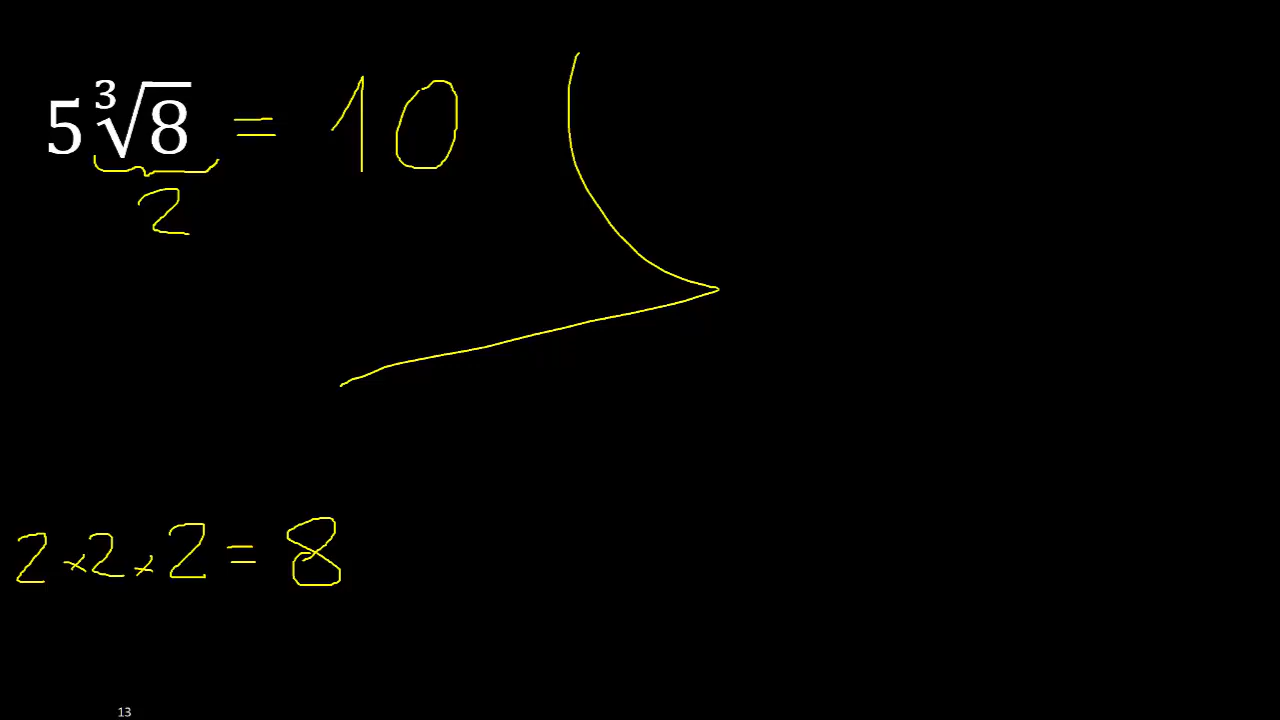 5∛8 = 10
2
2 × 2 × 2 = 8
13